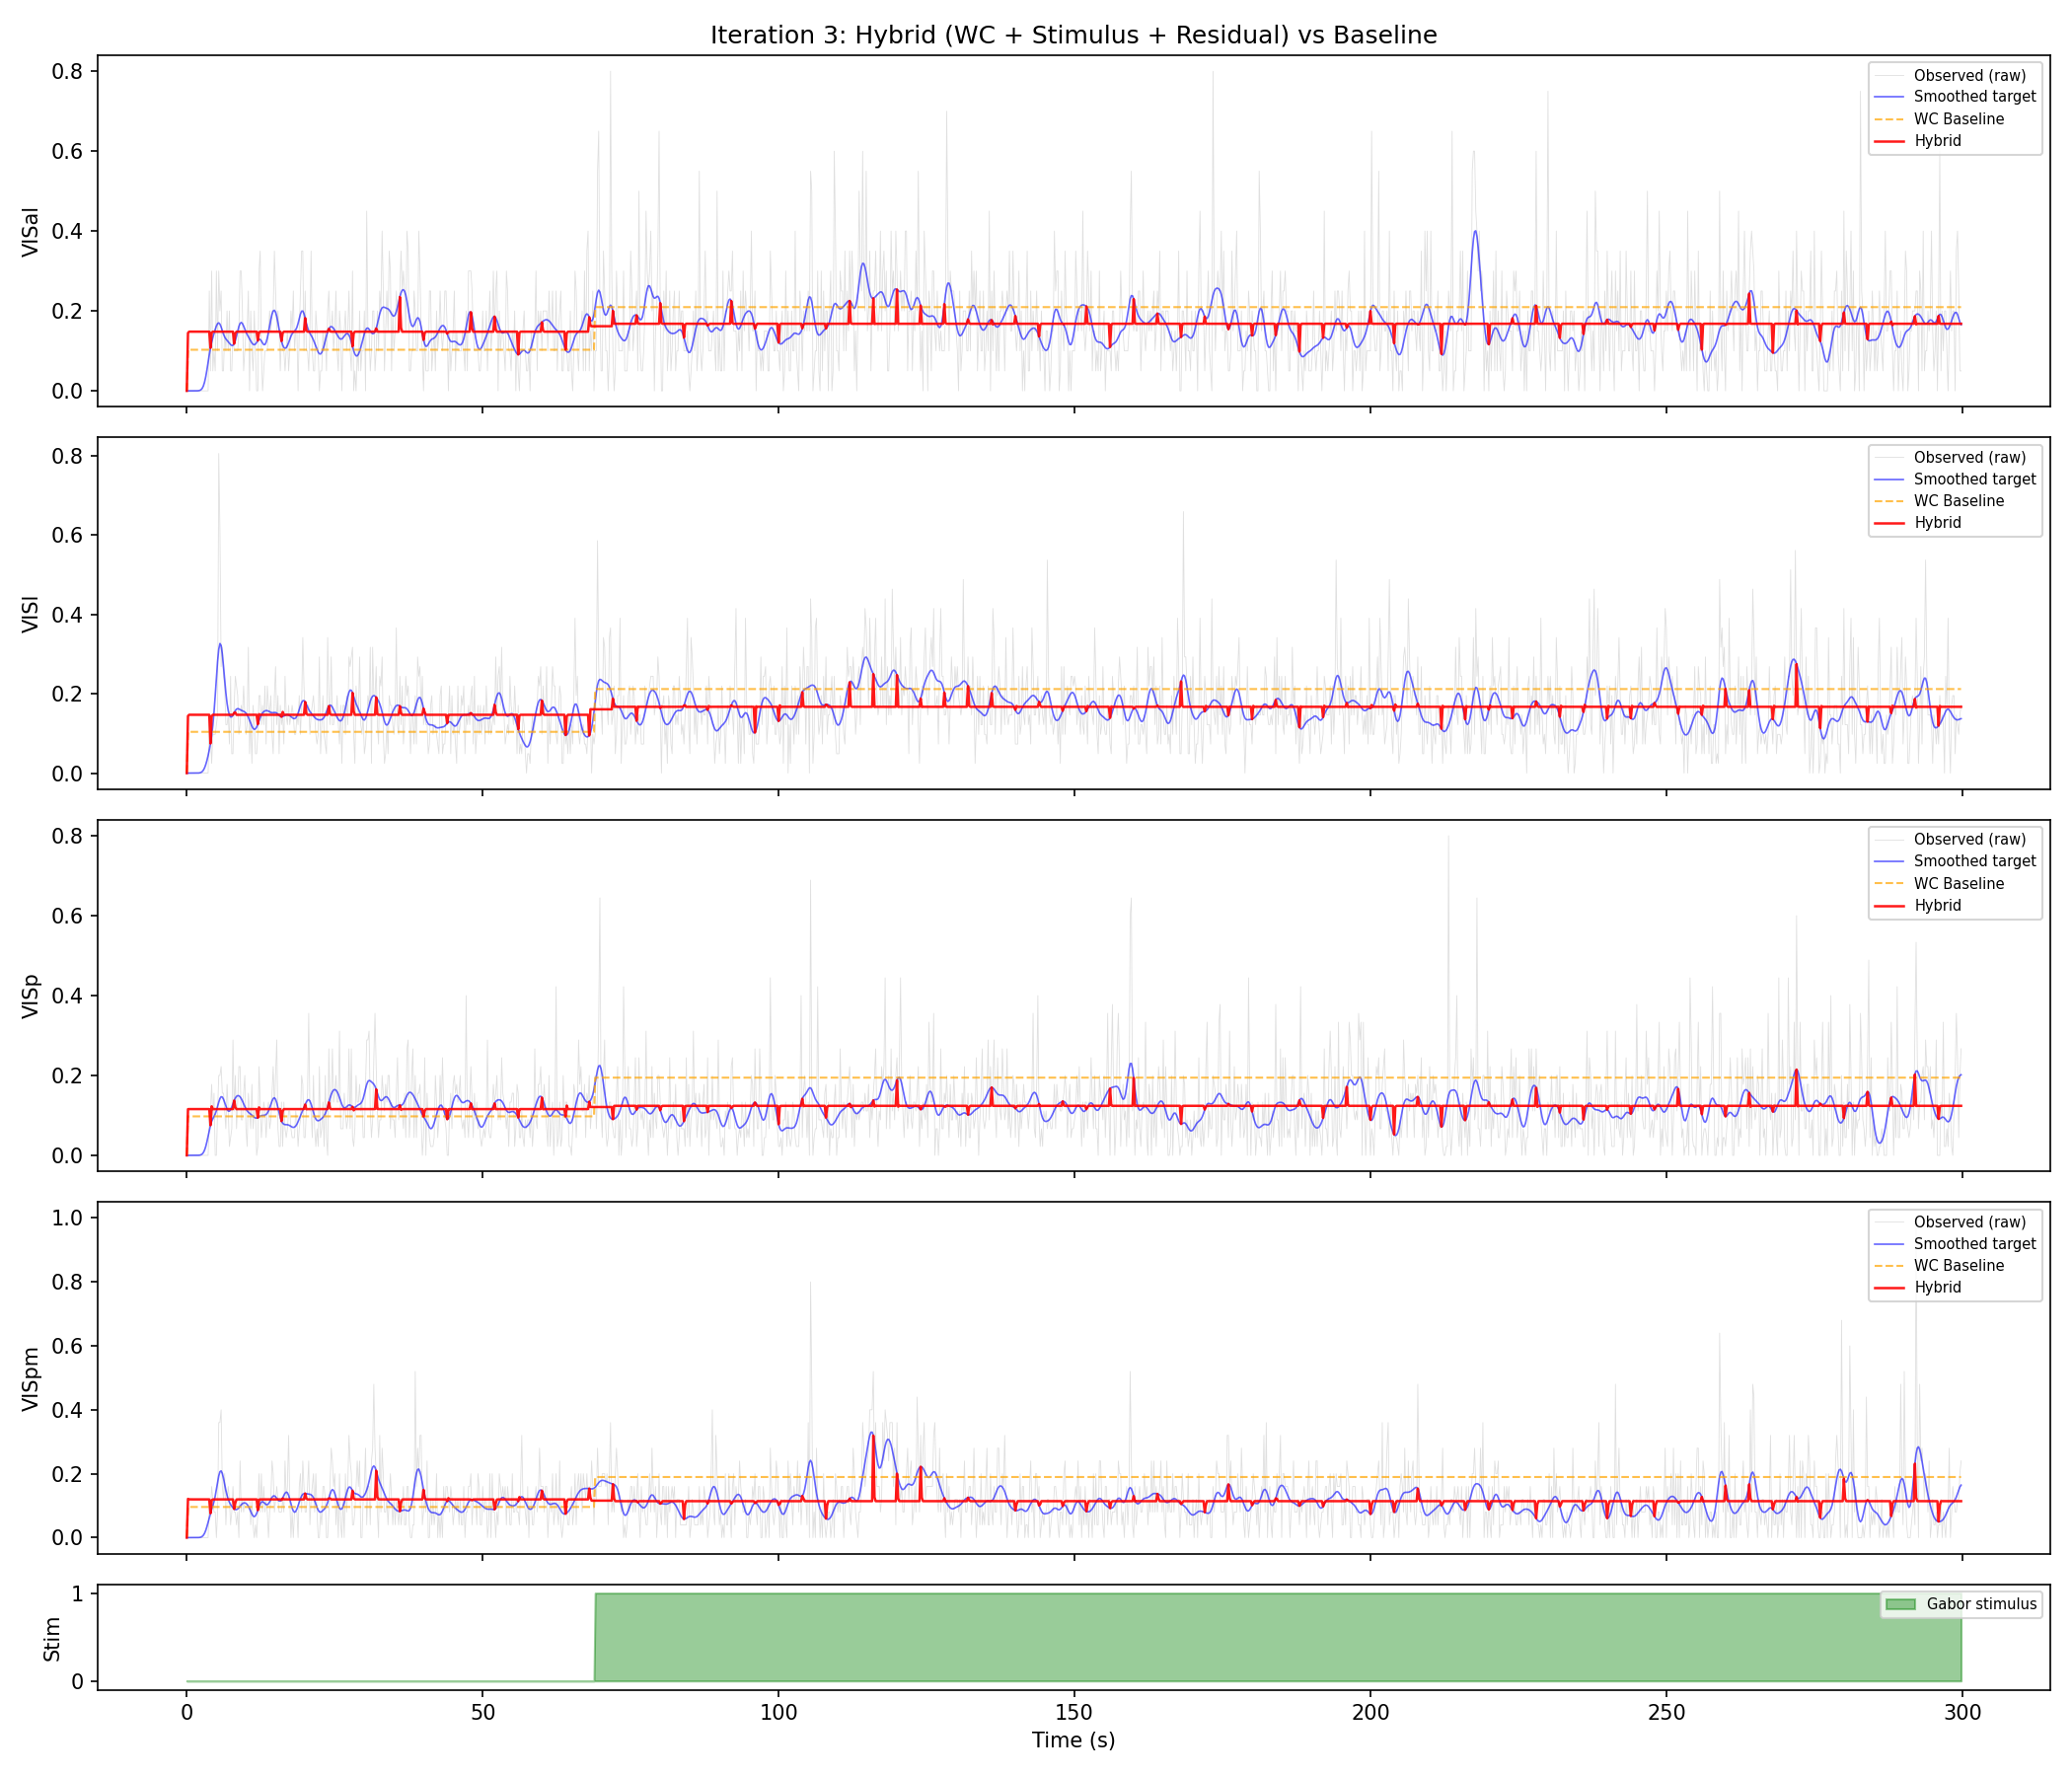 Iteration 3: Hybrid (WC + Stimulus + Residual) vs Baseline
0.8
0.6
0.4
0.2
0.0
VISal
Observed (raw)
Smoothed target
WC Baseline
Hybrid
0.8
0.6
0.4
0.2
0.0
VISl
Observed (raw)
Smoothed target
WC Baseline
Hybrid
0.8
0.6
0.4
0.2
0.0
VISp
Observed (raw)
Smoothed target
WC Baseline
Hybrid
1.0
0.8
0.6
0.4
0.2
0.0
VISpm
Observed (raw)
Smoothed target
WC Baseline
Hybrid
1
0
Stim
Gabor stimulus
0 50 100 150 200 250 300
Time (s)